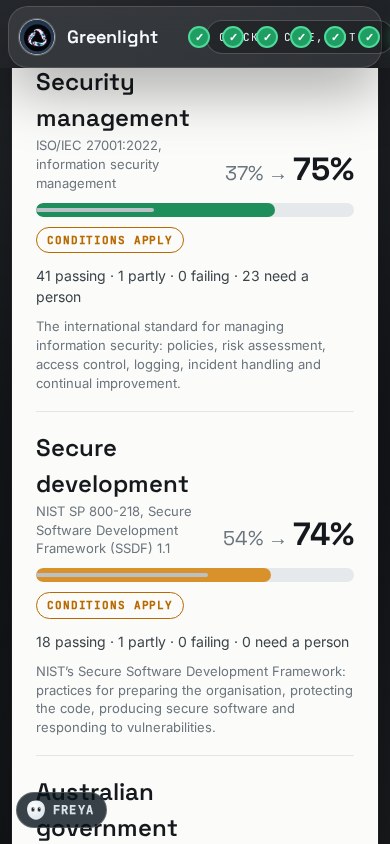 Greenlight
Security
management
ISO/IEC 27001:2022,
information security
management
37% → 75%
CONDITIONS APPLY
41 passing · 1 partly · 0 failing · 23 need a
person
The international standard for managing
information security: policies, risk assessment,
access control, logging, incident handling and
continual improvement.
Secure
development
NIST SP 800-218, Secure
Software Development
Framework (SSDF) 1.1
54% → 74%
CONDITIONS APPLY
18 passing · 1 partly · 0 failing · 0 need a person
NIST’s Secure Software Development Framework:
practices for preparing the organisation, protecting
the code, producing secure software and
responding to vulnerabilities.
Australian
FREYA
government